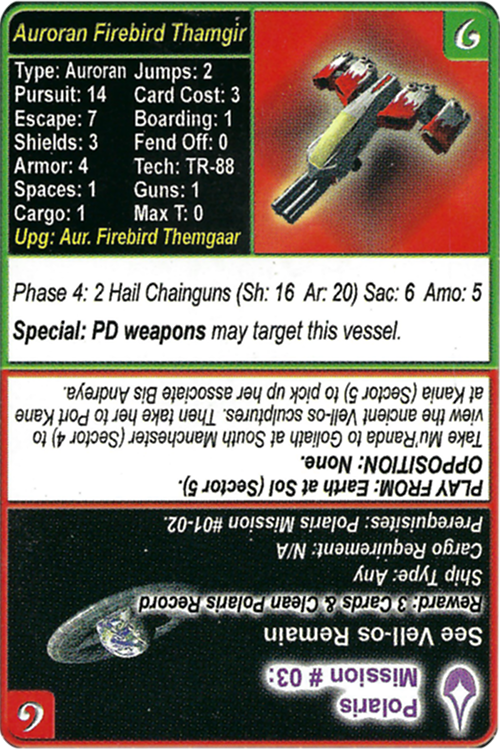 Auroran Firebird Thamgir
6
Type: Auroran Jumps: 2
Pursuit: 14 Card Cost: 3
Escape: 7 Boarding: 1
Shields: 3 Fend Off: 0
Armor: 4 Tech: TR-88
Spaces: 1 Guns: 1
Cargo: 1 Max T: 0
Upg: Aur. Firebird Themgaar
Phase 4: 2 Hail Chainguns (Sh: 16 Ar: 20) Sac: 6 Amo: 5
Special: PD weapons may target this vessel.
Polaris
Mission # 03:
6
See Vell-os Remain
Reward: 3 Cards & Clean Polaris Record
Ship Type: Any
Cargo Requirement: N/A
Prerequisites: Polaris Mission #01-02.
PLAY FROM: Earth at Sol (Sector 5).
OPPOSITION: None.
Take Mu'Randa to Goliath at South Manchester (Sector 4) to
view the ancient Vell-os sculptures. Then take her to Port Kane
at Kania (Sector 5) to pick up her associate Bis Andreya.